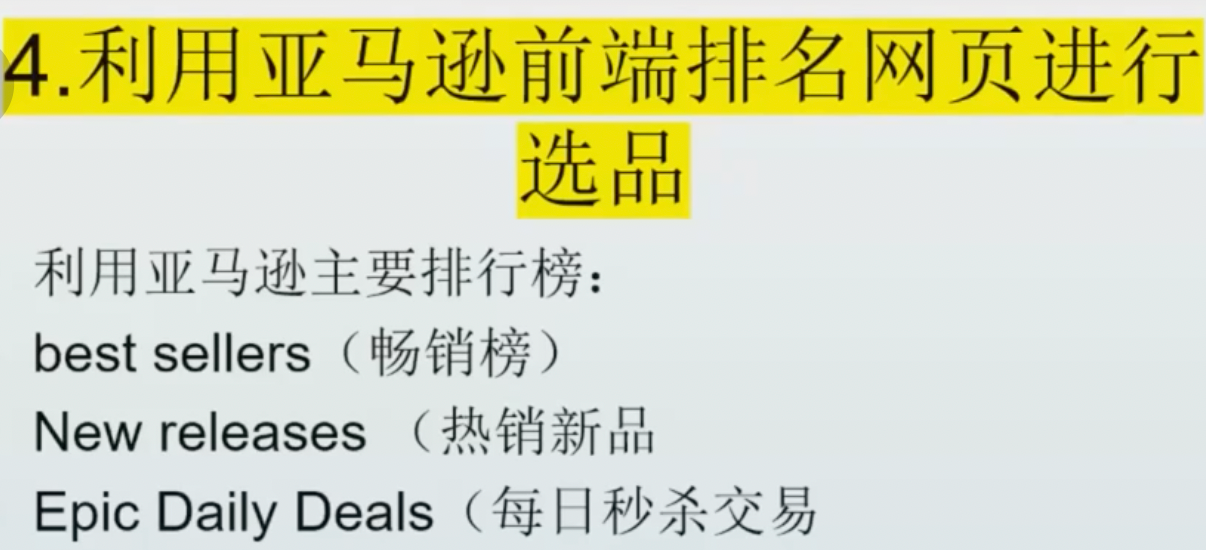 4.利用亚马逊前端排名网页进行
选品
利用亚马逊主要排行榜：
best sellers（畅销榜）
New releases （热销新品
Epic Daily Deals（每日秒杀交易